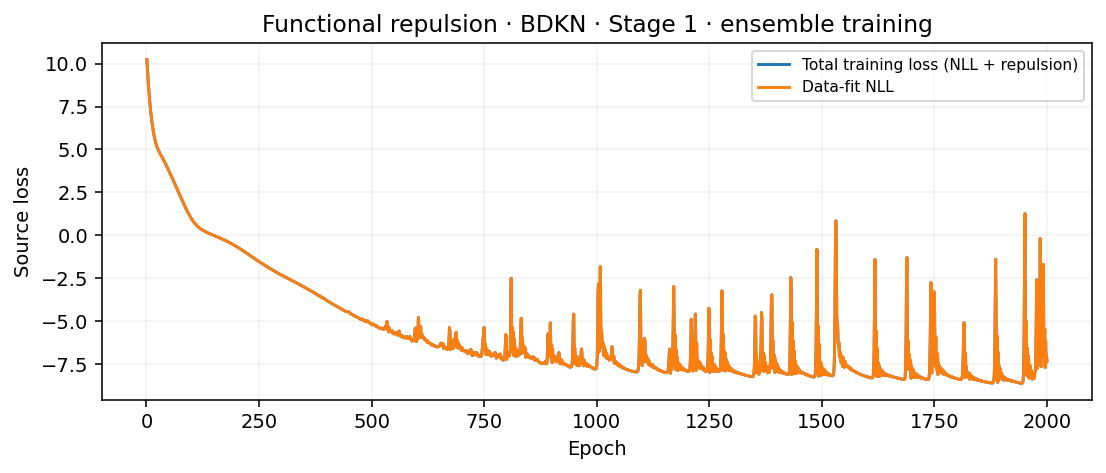 Functional repulsion · BDKN · Stage 1 · ensemble training
Total training loss (NLL + repulsion)
Data-fit NLL
Source loss
10.0
7.5
5.0
2.5
0.0
−2.5
−5.0
−7.5
0 250 500 750 1000 1250 1500 1750 2000
Epoch